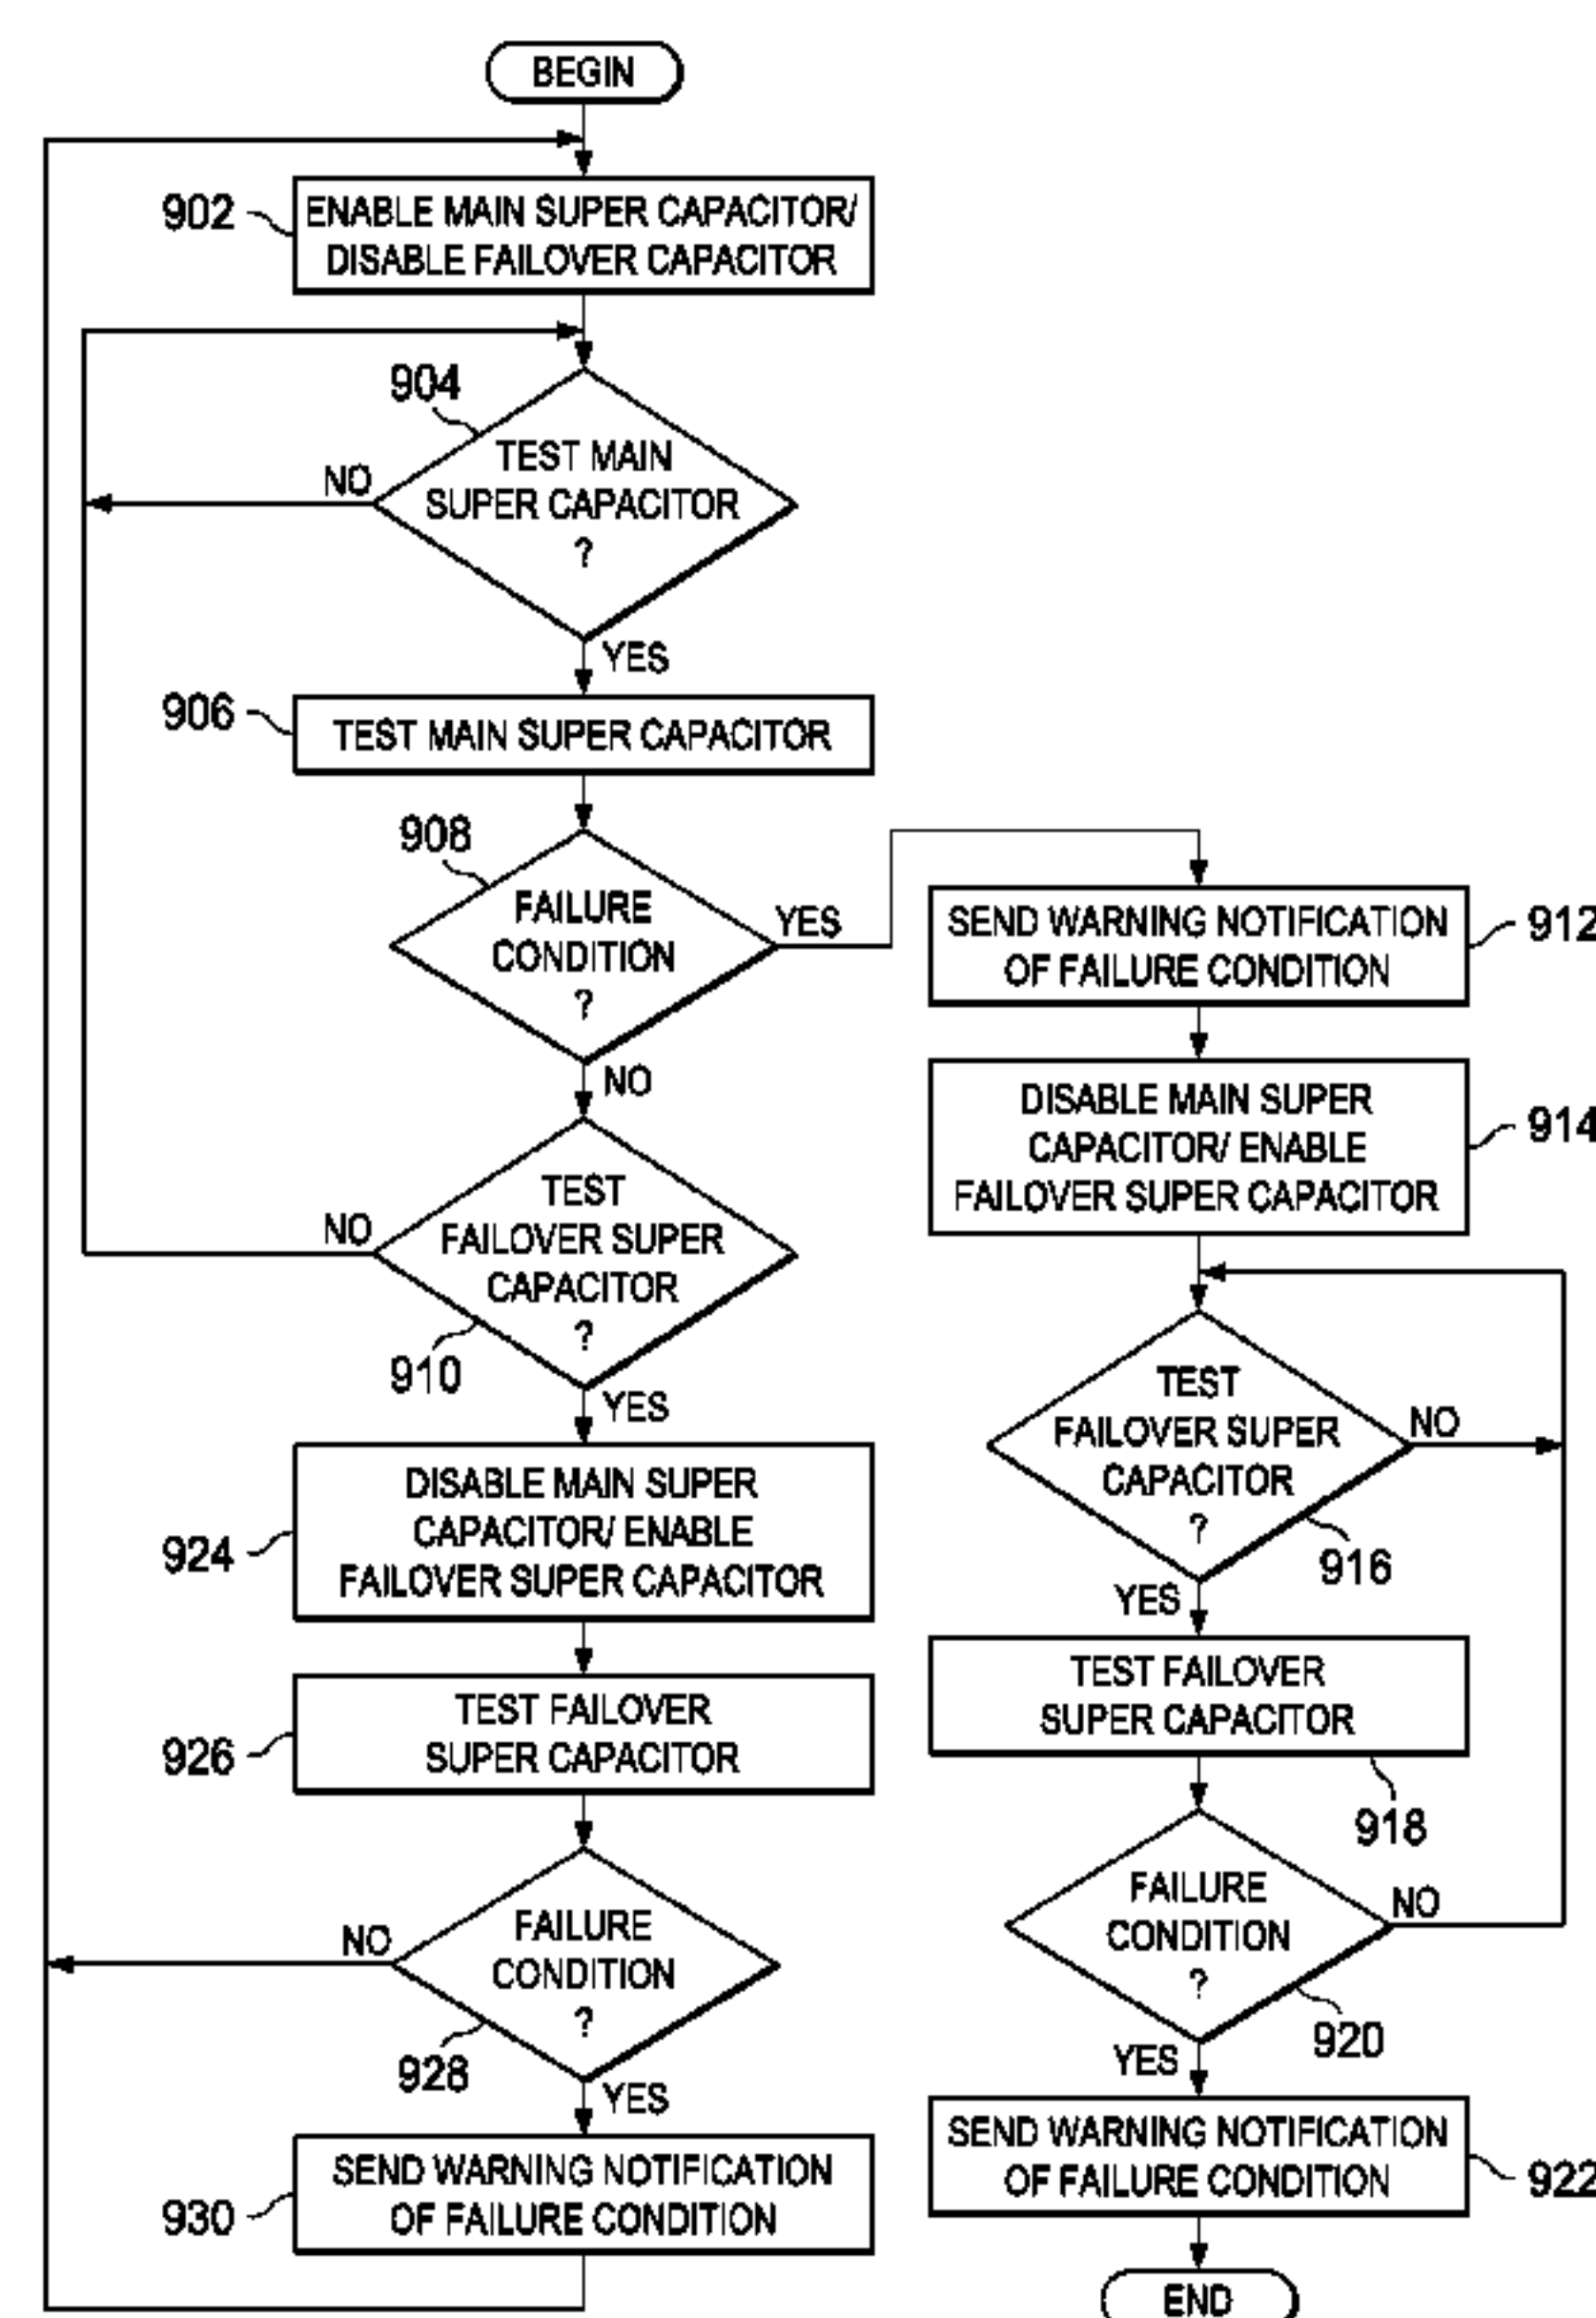 BEGIN
902
ENABLE MAIN SUPER CAPACITOR/
DISABLE FAILOVER CAPACITOR
904
TEST MAIN
SUPER CAPACITOR
?
NO
YES
906
TEST MAIN SUPER CAPACITOR
908
FAILURE
CONDITION
?
YES
NO
TEST
FAILOVER SUPER
CAPACITOR
?
NO
910
YES
924
DISABLE MAIN SUPER
CAPACITOR/ ENABLE
FAILOVER SUPER CAPACITOR
926
TEST FAILOVER
SUPER CAPACITOR
FAILURE
CONDITION
?
NO
928
YES
930
SEND WARNING NOTIFICATION
OF FAILURE CONDITION
SEND WARNING NOTIFICATION
OF FAILURE CONDITION
912
DISABLE MAIN SUPER
CAPACITOR/ ENABLE
FAILOVER SUPER CAPACITOR
914
TEST
FAILOVER SUPER
CAPACITOR
?
NO
916
YES
TEST FAILOVER
SUPER CAPACITOR
918
FAILURE
CONDITION
?
NO
920
YES
SEND WARNING NOTIFICATION
OF FAILURE CONDITION
922
END